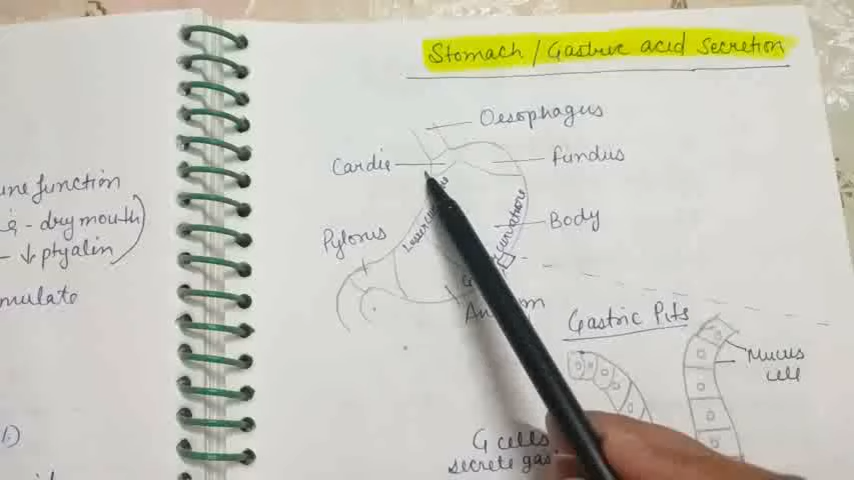 Stomach / Gastric acid Secretion
Oesophagus
Cardia
Fundus
Body
Pylorus
curvature
Gastric Pits
Mucus
cell
G cells
secrete gas
une function
- dry mouth
- ↓ ptyalin
mulate